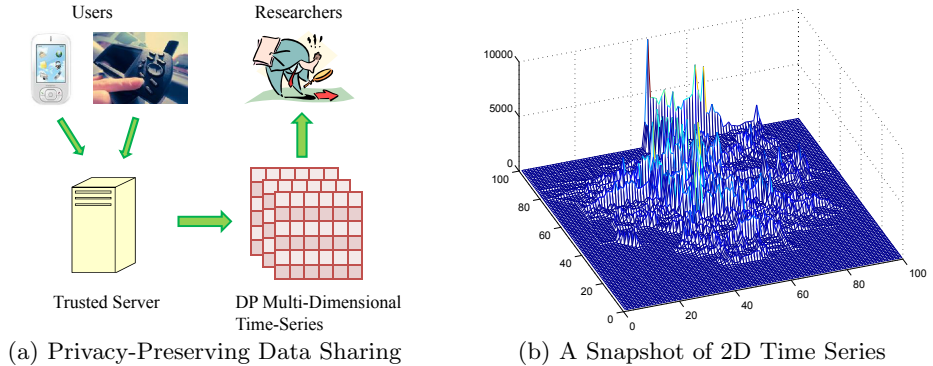 Users
Researchers
Trusted Server
DP Multi-Dimensional
Time-Series
(a) Privacy-Preserving Data Sharing
10000
5000
0
100
80
60
40
20
0
0
20
40
60
80
100
(b) A Snapshot of 2D Time Series